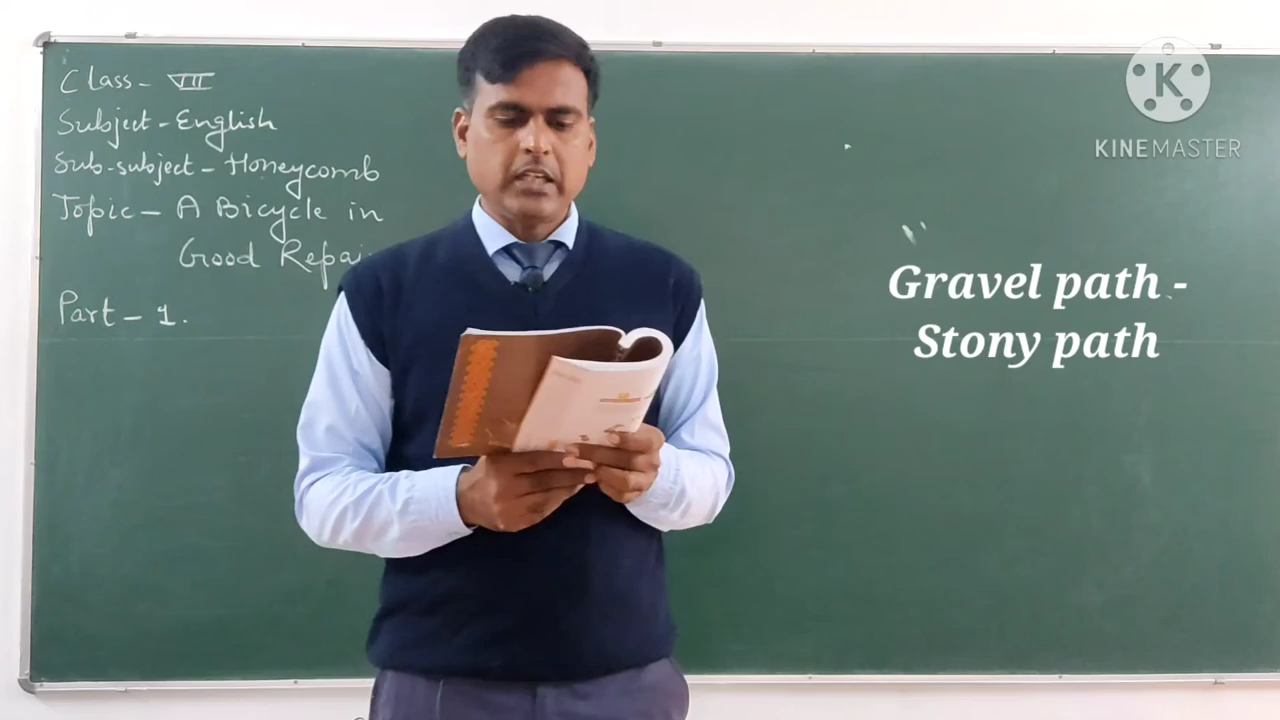 Class - VII
Subject - English
Sub-subject - Honeycomb
Topic - A Bicycle in
Good Repai
Part - 1.
K
KINEMASTER
Gravel path -
Stony path